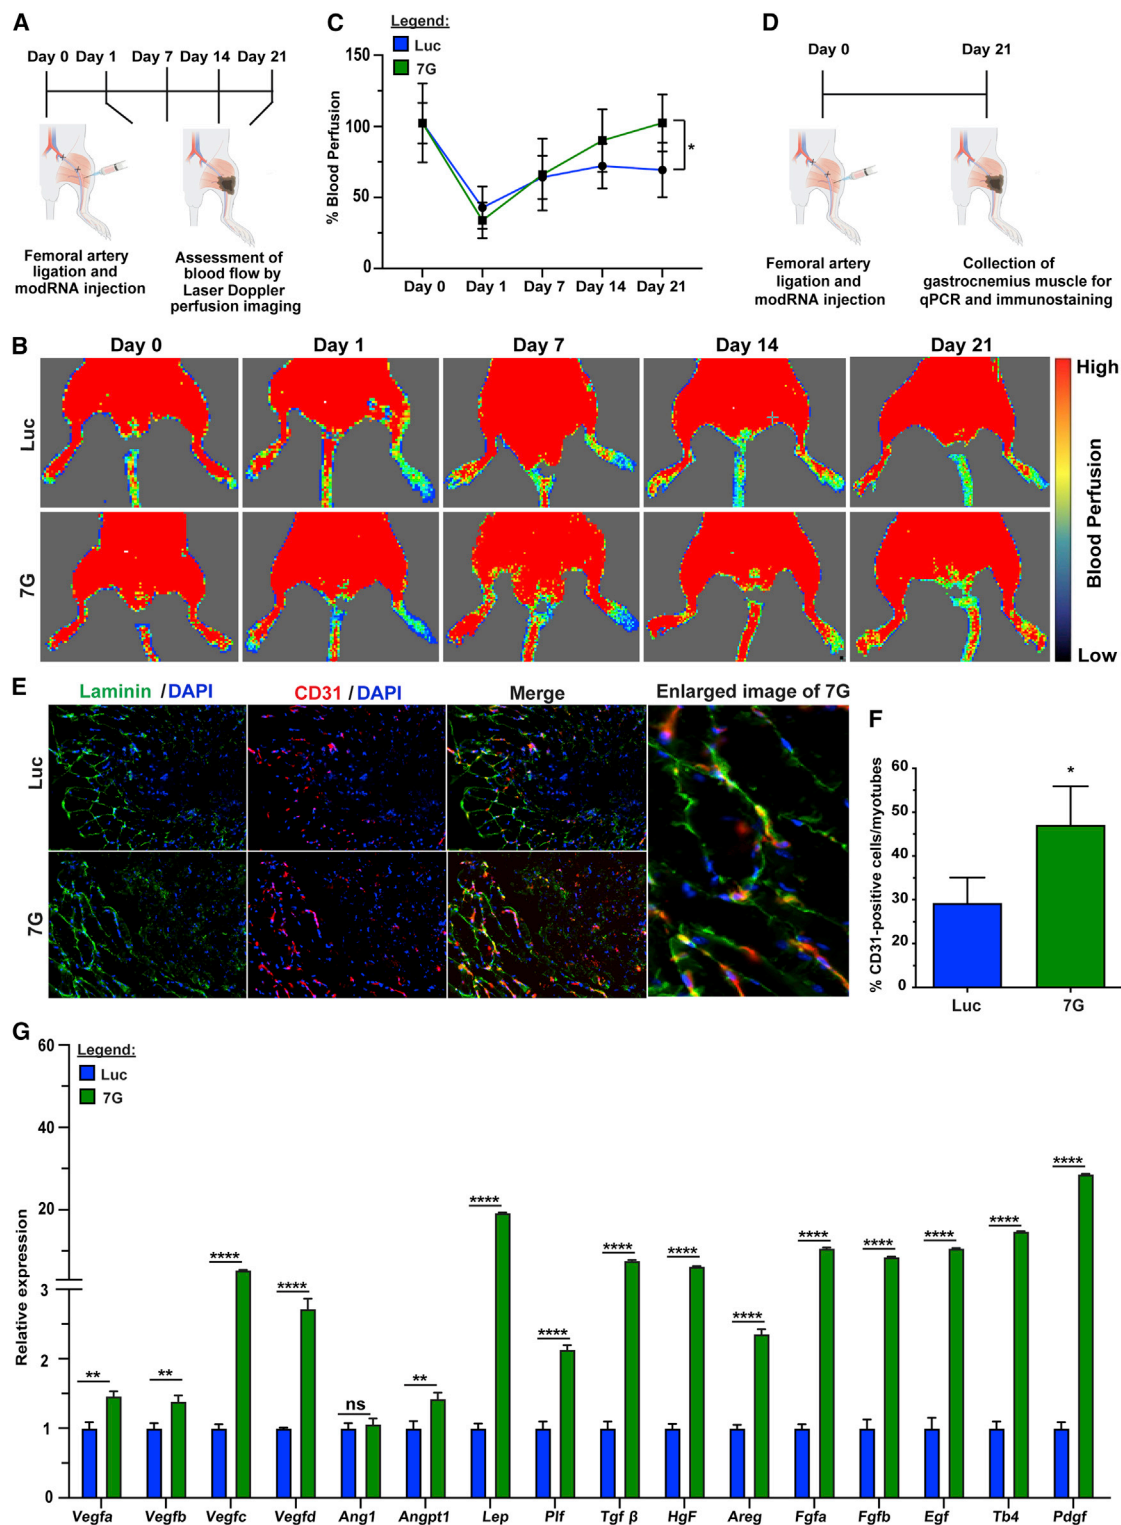 A
Day 0 Day 1 Day 7 Day 14 Day 21
Femoral artery
ligation and
modRNA injection
Assessment of
blood flow by
Laser Doppler
perfusion imaging
C
Legend:
Luc
7G
150
100
50
0
% Blood Perfusion
*
Day 0 Day 1 Day 7 Day 14 Day 21
D
Day 0 Day 21
Femoral artery
ligation and
modRNA injection
Collection of
gastrocnemius muscle for
qPCR and immunostaining
B
Day 0 Day 1 Day 7 Day 14 Day 21
Luc
7G
High
Blood Perfusion
Low
E
Laminin /DAPI CD31 /DAPI Merge Enlarged image of 7G
Luc
7G
F
% CD31-positive cells/myotubes
60
50
40
30
20
0
*
Luc 7G
G
Legend:
Luc
7G
Relative expression
60
40
20
3
2
1
0
** ** **** **** ns ** **** **** **** **** **** **** **** **** **** ****
Vegfa Vegfb Vegfc Vegfd Ang1 Angpt1 Lep Plf Tgf β HgF Areg Fgfa Fgfb Egf Tb4 Pdgf